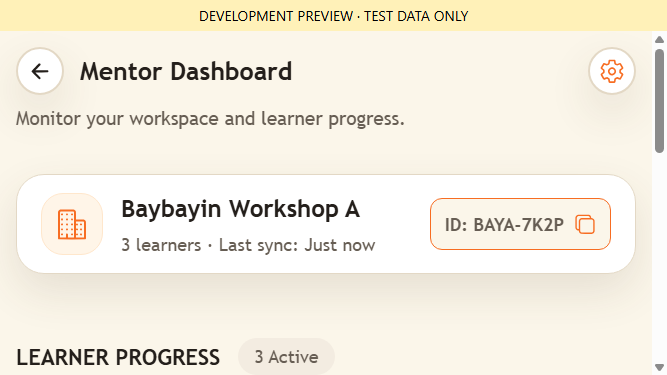 DEVELOPMENT PREVIEW · TEST DATA ONLY
Mentor Dashboard
Monitor your workspace and learner progress.
Baybayin Workshop A
3 learners · Last sync: Just now
ID: BAYA-7K2P
LEARNER PROGRESS
3 Active